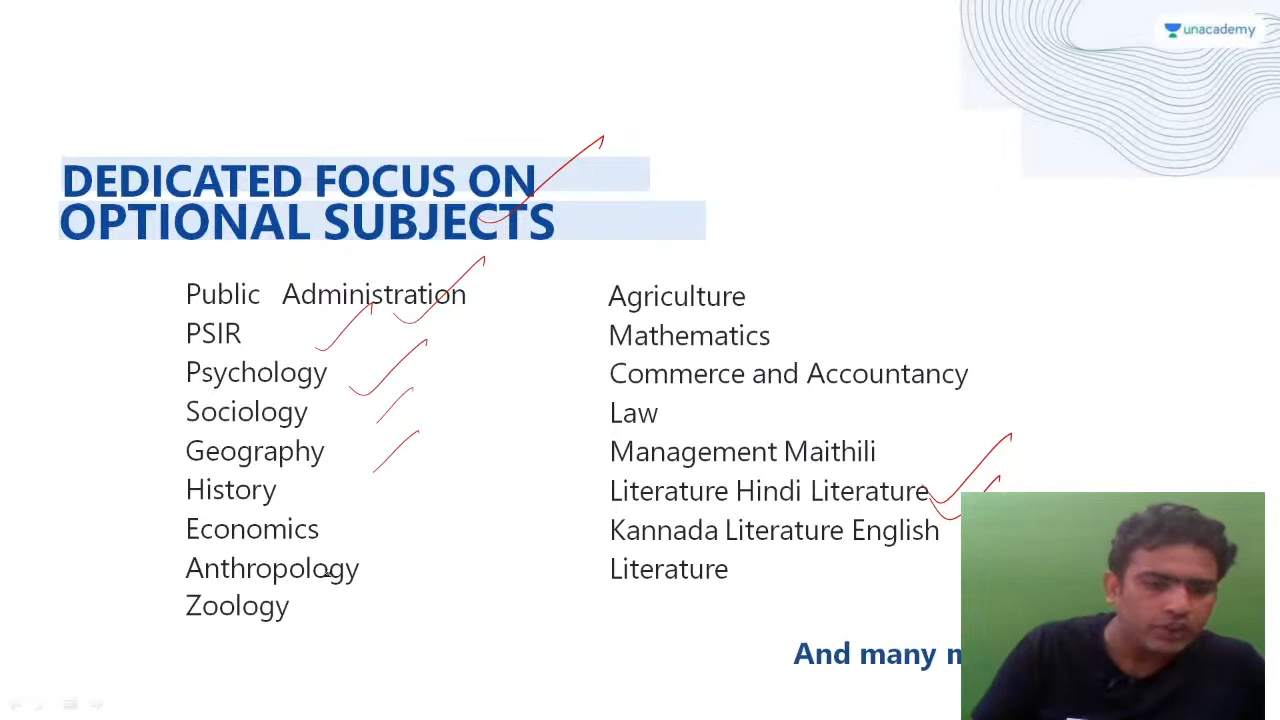 unacademy
DEDICATED FOCUS ON
OPTIONAL SUBJECTS
Public Administration
PSIR
Psychology
Sociology
Geography
History
Economics
Anthropology
Zoology
Agriculture
Mathematics
Commerce and Accountancy
Law
Management Maithili
Literature Hindi Literature
Kannada Literature English
Literature
And many